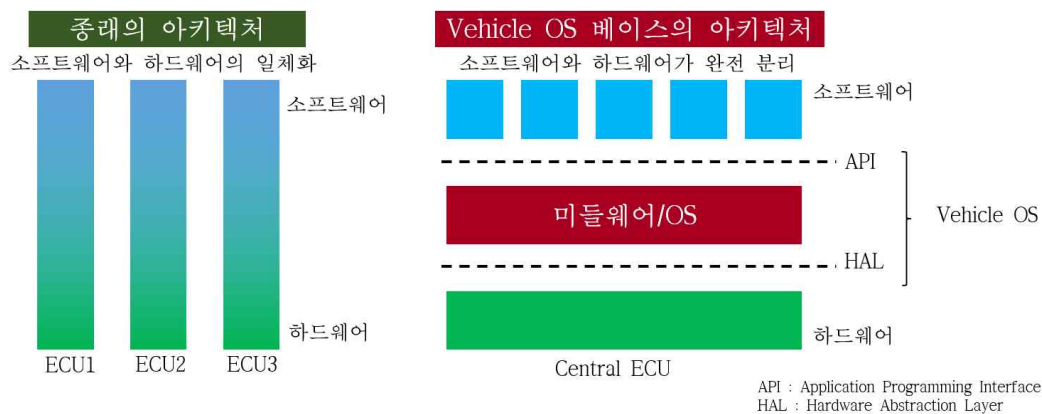 종래의 아키텍처
소프트웨어와 하드웨어의 일체화
소프트웨어
하드웨어
ECU1 ECU2 ECU3
Vehicle OS 베이스의 아키텍처
소프트웨어와 하드웨어가 완전 분리
소프트웨어
API
미들웨어/OS
Vehicle OS
HAL
하드웨어
Central ECU
API : Application Programming Interface
HAL : Hardware Abstraction Layer